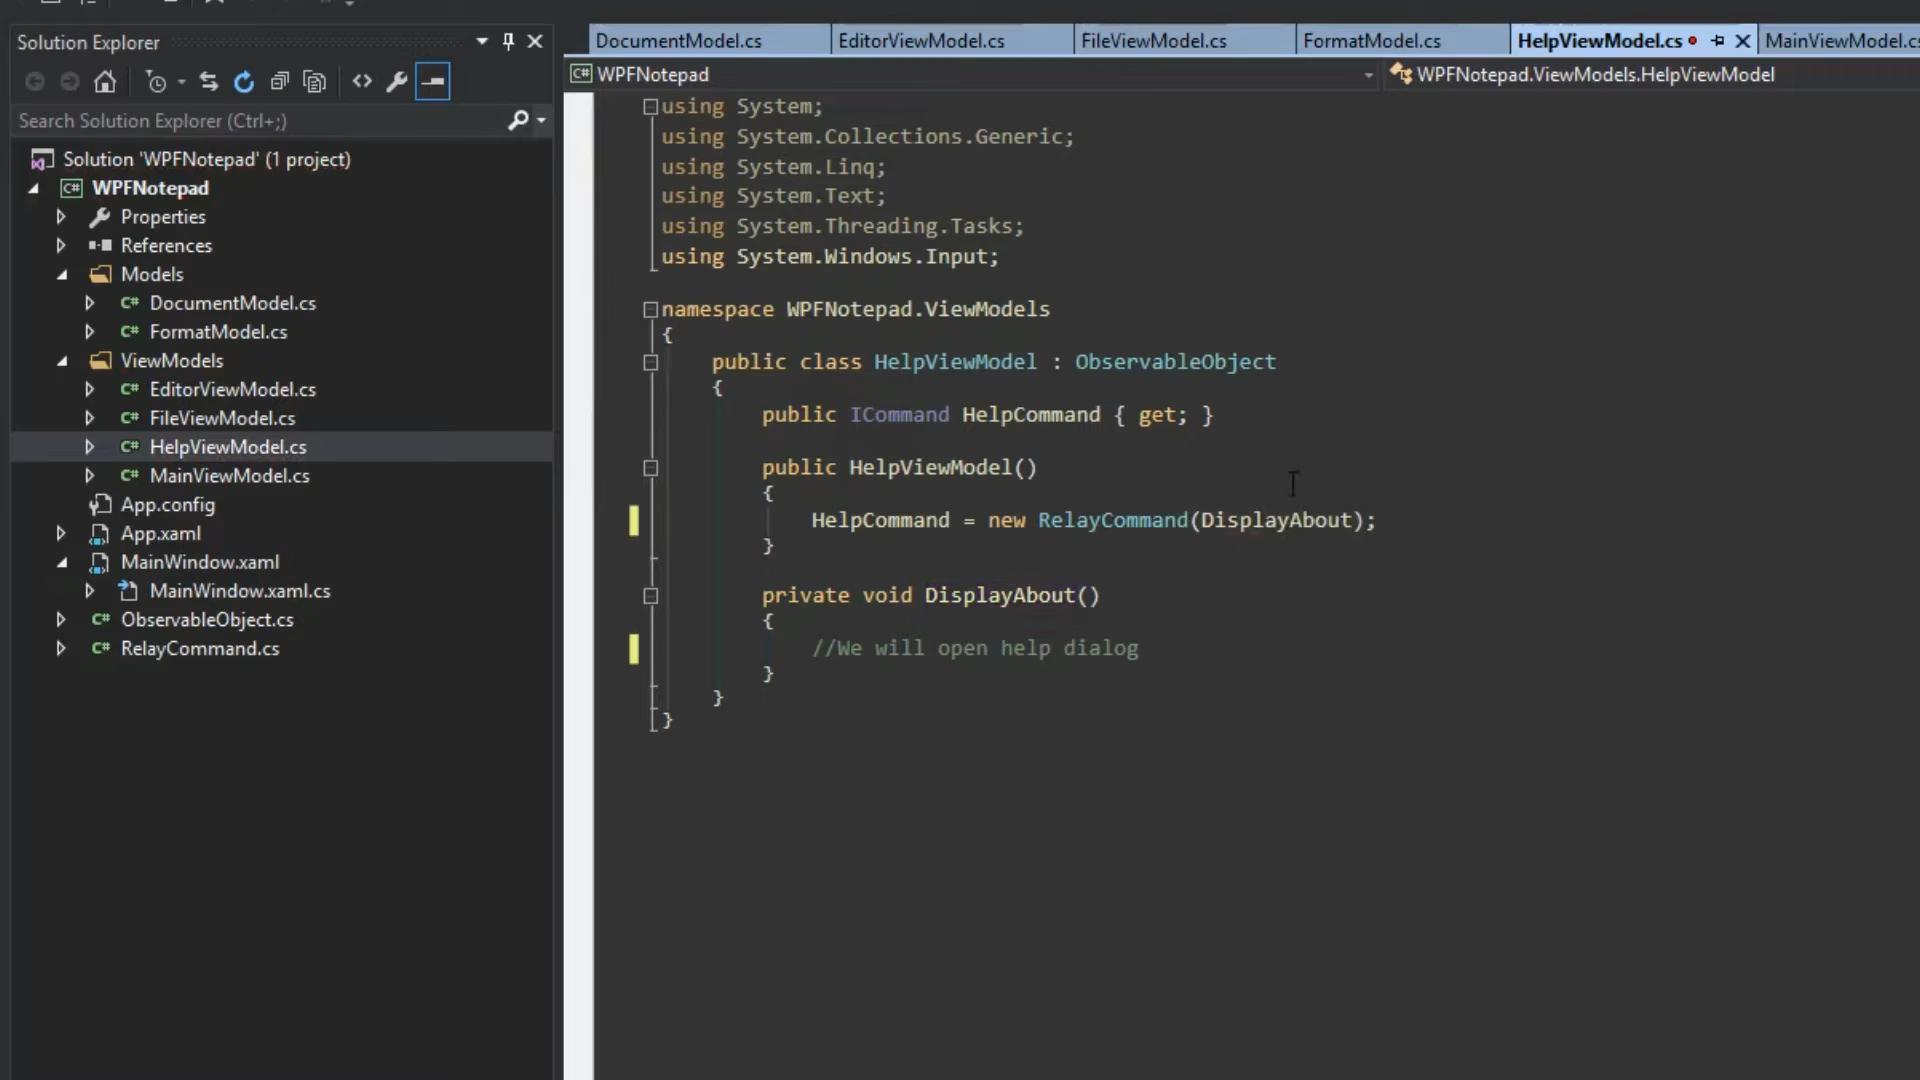 Solution Explorer
Search Solution Explorer (Ctrl+;)
Solution 'WPFNotepad' (1 project)
WPFNotepad
Properties
References
Models
DocumentModel.cs
FormatModel.cs
ViewModels
EditorViewModel.cs
FileViewModel.cs
HelpViewModel.cs
MainViewModel.cs
App.config
App.xaml
MainWindow.xaml
MainWindow.xaml.cs
ObservableObject.cs
RelayCommand.cs
DocumentModel.cs EditorViewModel.cs FileViewModel.cs FormatModel.cs HelpViewModel.cs MainViewModel.cs
WPFNotepad WPFNotepad.ViewModels.HelpViewModel
using System;
using System.Collections.Generic;
using System.Linq;
using System.Text;
using System.Threading.Tasks;
using System.Windows.Input;
namespace WPFNotepad.ViewModels
{
public class HelpViewModel : ObservableObject
{
public ICommand HelpCommand { get; }
public HelpViewModel()
{
HelpCommand = new RelayCommand(DisplayAbout);
}
private void DisplayAbout()
{
//We will open help dialog
}
}
}